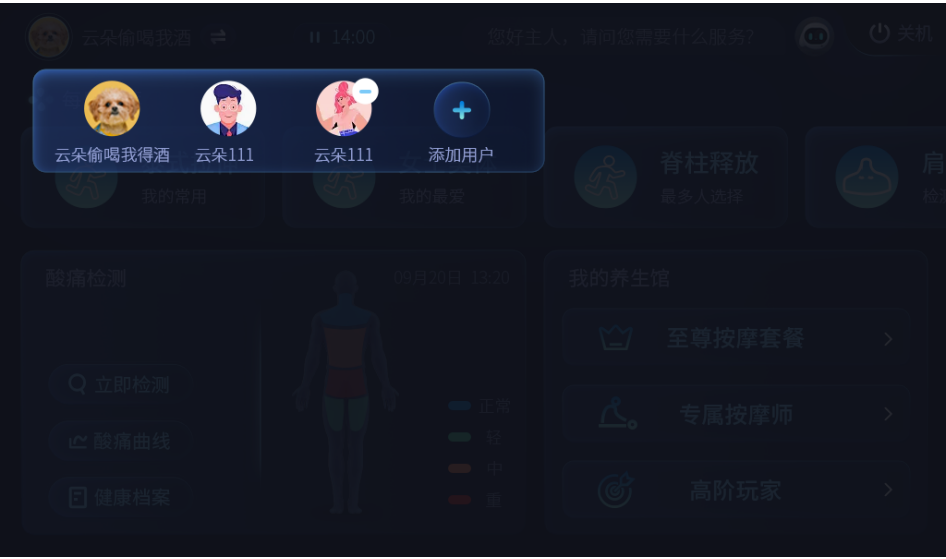 云朵偷喝我酒
14:00
您好主人，请问您需要什么服务?
关机
云朵偷喝我得酒
云朵111
云朵111
添加用户
我的常用
我的最爱
脊柱释放
最多人选择
肩
酸痛检测
09月20日 13:20
我的养生馆
立即检测
酸痛曲线
健康档案
正常
轻
中
重
至尊按摩套餐
专属按摩师
高阶玩家